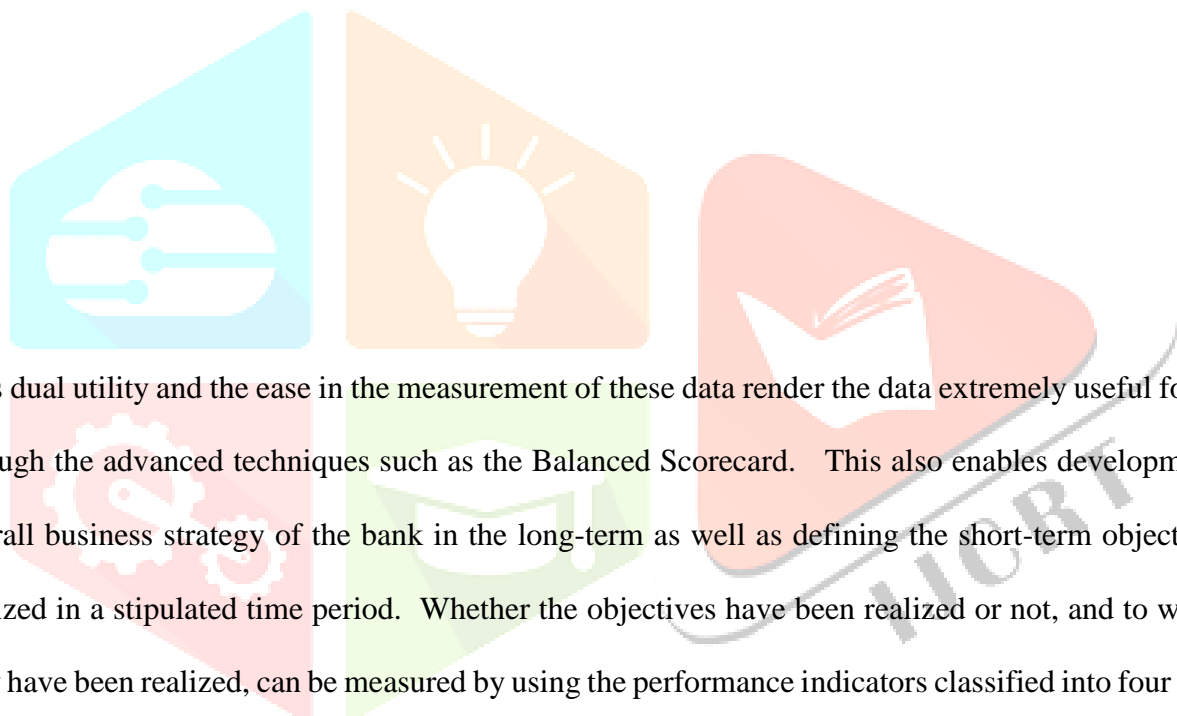 s dual utility and the ease in the measurement of these data render the data extremely useful fo
ugh the advanced techniques such as the Balanced Scorecard. This also enables developm
rall business strategy of the bank in the long-term as well as defining the short-term object
ized in a stipulated time period. Whether the objectives have been realized or not, and to w
have been realized, can be measured by using the performance indicators classified into four
IJCRT